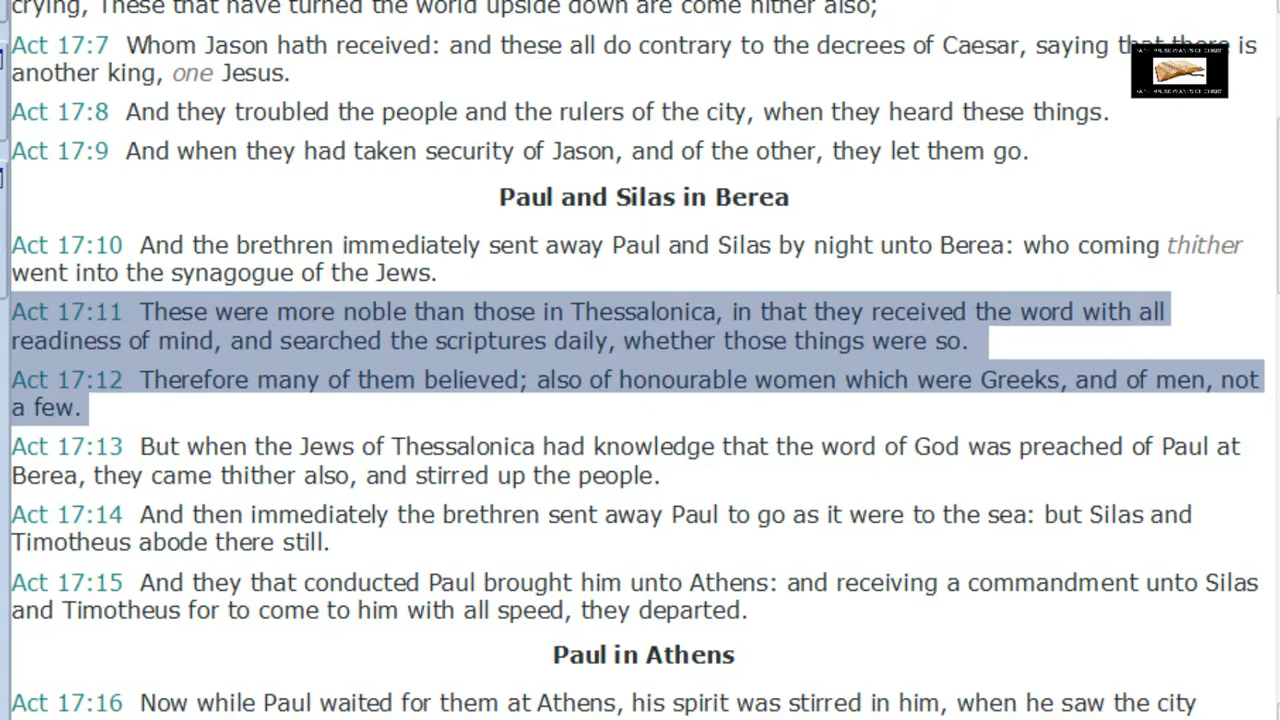 crying, These that have turned the world upside down are come hither also;
Act 17:7 Whom Jason hath received: and these all do contrary to the decrees of Caesar, saying that there is
another king, one Jesus.
Act 17:8 And they troubled the people and the rulers of the city, when they heard these things.
Act 17:9 And when they had taken security of Jason, and of the other, they let them go.
Paul and Silas in Berea
Act 17:10 And the brethren immediately sent away Paul and Silas by night unto Berea: who coming thither
went into the synagogue of the Jews.
Act 17:11 These were more noble than those in Thessalonica, in that they received the word with all
readiness of mind, and searched the scriptures daily, whether those things were so.
Act 17:12 Therefore many of them believed; also of honourable women which were Greeks, and of men, not
a few.
Act 17:13 But when the Jews of Thessalonica had knowledge that the word of God was preached of Paul at
Berea, they came thither also, and stirred up the people.
Act 17:14 And then immediately the brethren sent away Paul to go as it were to the sea: but Silas and
Timotheus abode there still.
Act 17:15 And they that conducted Paul brought him unto Athens: and receiving a commandment unto Silas
and Timotheus for to come to him with all speed, they departed.
Paul in Athens
Act 17:16 Now while Paul waited for them at Athens, his spirit was stirred in him, when he saw the city